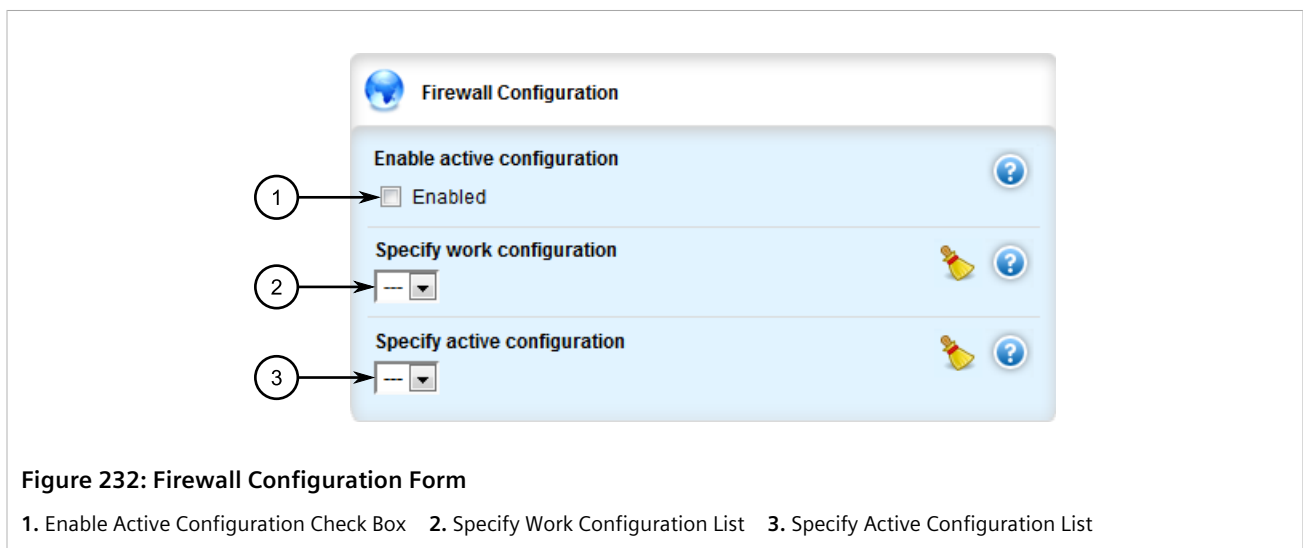 Firewall Configuration
Enable active configuration
?
1
Enabled
Specify work configuration
?
2
---
Specify active configuration
?
3
---
Figure 232: Firewall Configuration Form
1. Enable Active Configuration Check Box 2. Specify Work Configuration List 3. Specify Active Configuration List